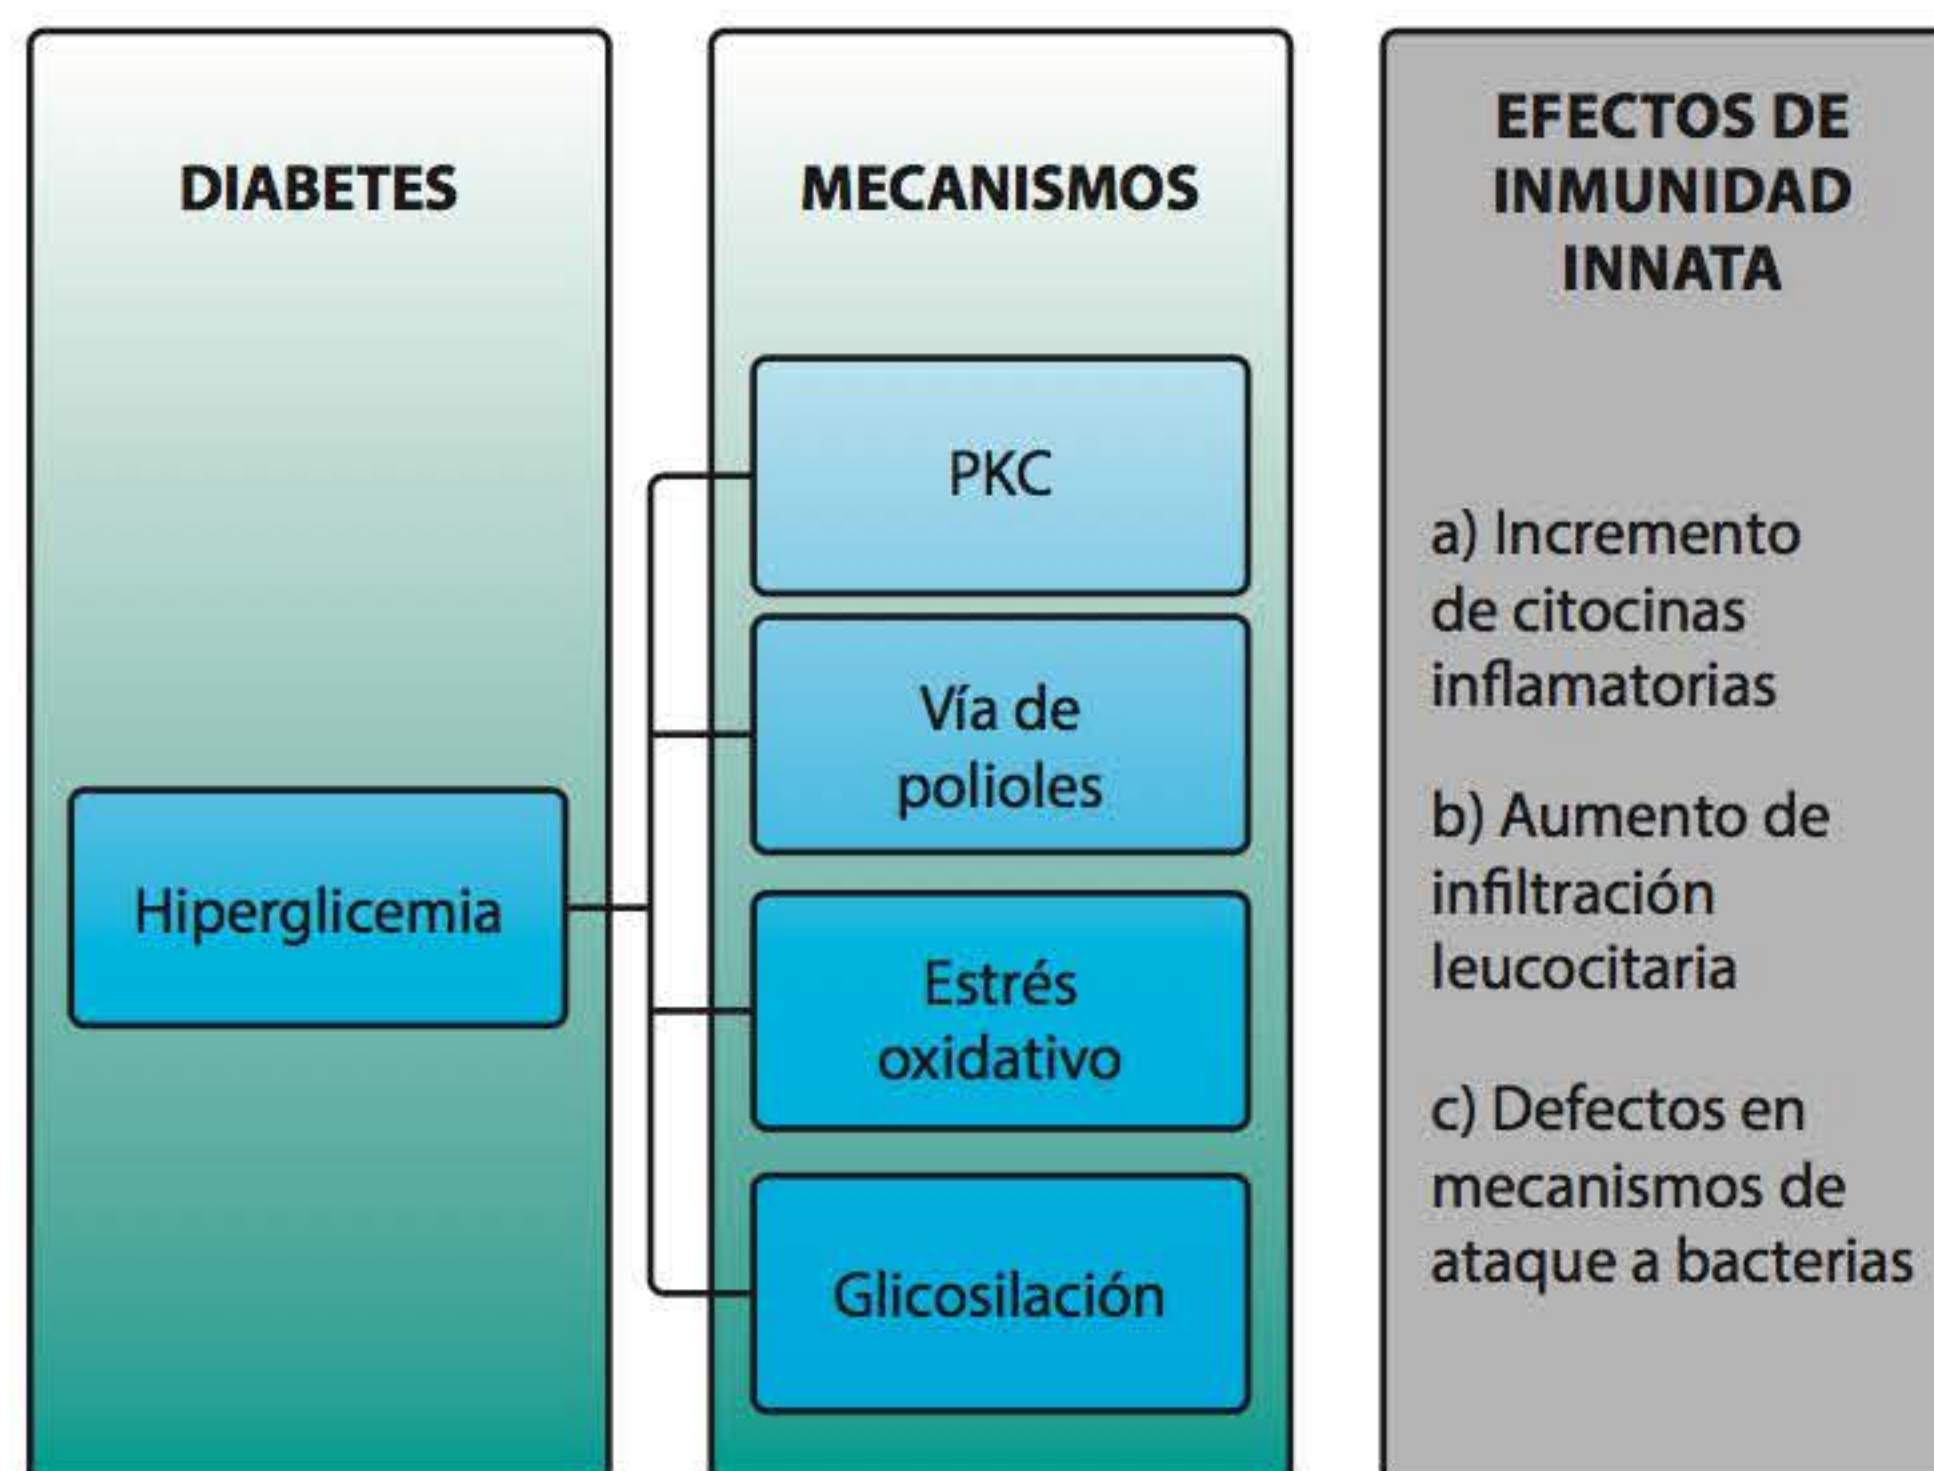 DIABETES
Hiperglicemia
MECANISMOS
PKC
Vía de
polioles
Estrés
oxidativo
Glicosilación
EFECTOS DE
INMUNIDAD
INNATA
a) Incremento
de citocinas
inflamatorias
b) Aumento de
infiltración
leucocitaria
c) Defectos en
mecanismos de
ataque a bacterias